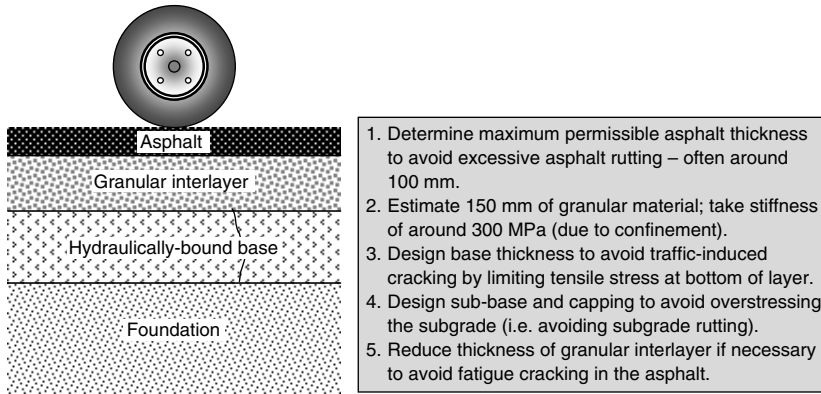 Asphalt
Granular interlayer
Hydraulically-bound base
Foundation
1. Determine maximum permissible asphalt thickness
to avoid excessive asphalt rutting – often around
100 mm.
2. Estimate 150 mm of granular material; take stiffness
of around 300 MPa (due to confinement).
3. Design base thickness to avoid traffic-induced
cracking by limiting tensile stress at bottom of layer.
4. Design sub-base and capping to avoid overstressing
the subgrade (i.e. avoiding subgrade rutting).
5. Reduce thickness of granular interlayer if necessary
to avoid fatigue cracking in the asphalt.